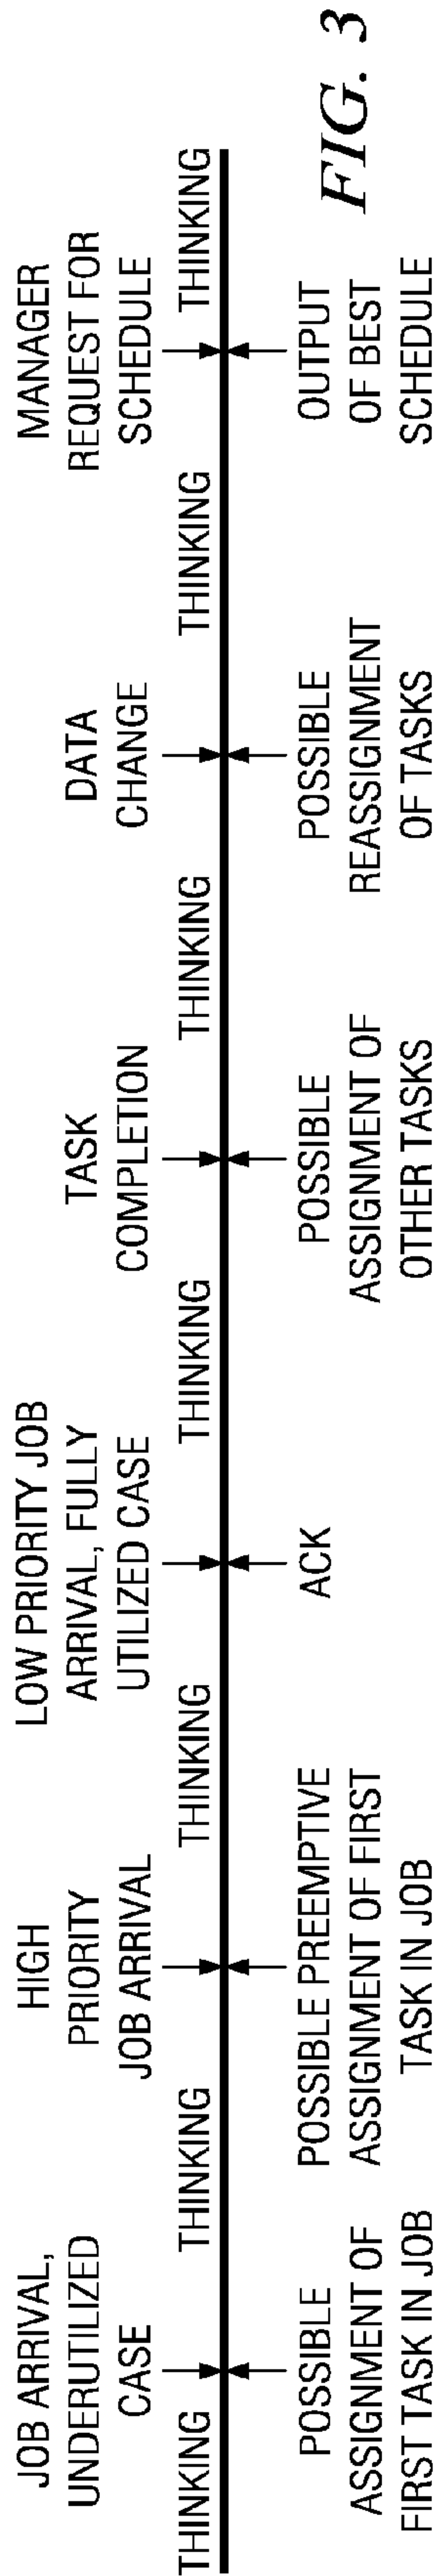 JOB ARRIVAL,
UNDERUTILIZED
CASE
HIGH
PRIORITY
JOB ARRIVAL
LOW PRIORITY JOB
ARRIVAL, FULLY
UTILIZED CASE
TASK
COMPLETION
DATA
CHANGE
MANAGER
REQUEST FOR
SCHEDULE
THINKING
THINKING
THINKING
THINKING
THINKING
THINKING
THINKING
POSSIBLE
ASSIGNMENT OF
FIRST TASK IN JOB
POSSIBLE PREEMPTIVE
ASSIGNMENT OF FIRST
TASK IN JOB
ACK
POSSIBLE
ASSIGNMENT OF
OTHER TASKS
POSSIBLE
REASSIGNMENT
OF TASKS
OUTPUT
OF BEST
SCHEDULE
FIG. 3